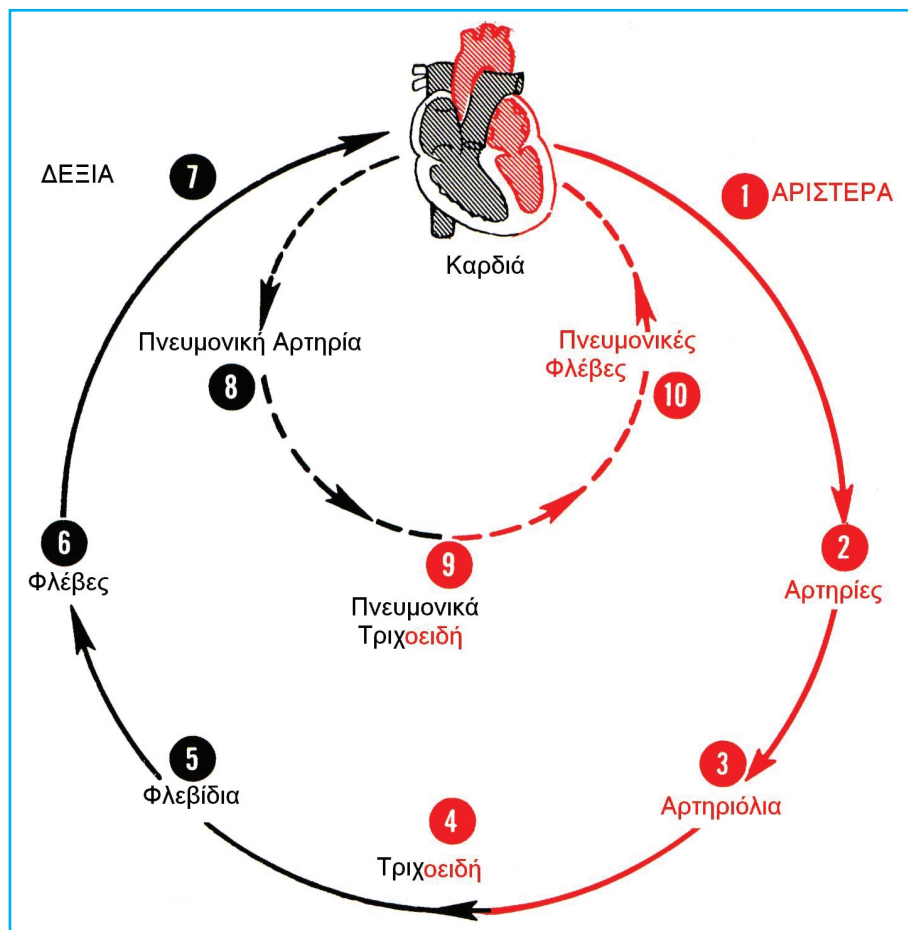 ΔΕΞΙΑ
7
1
ΑΡΙΣΤΕΡΑ
Καρδιά
Πνευμονική Αρτηρία
8
Πνευμονικές
Φλέβες
10
6
Φλέβες
9
Πνευμονικά
Τριχοειδή
2
Αρτηρίες
5
Φλεβίδια
4
Τριχοειδή
3
Αρτηριόλια